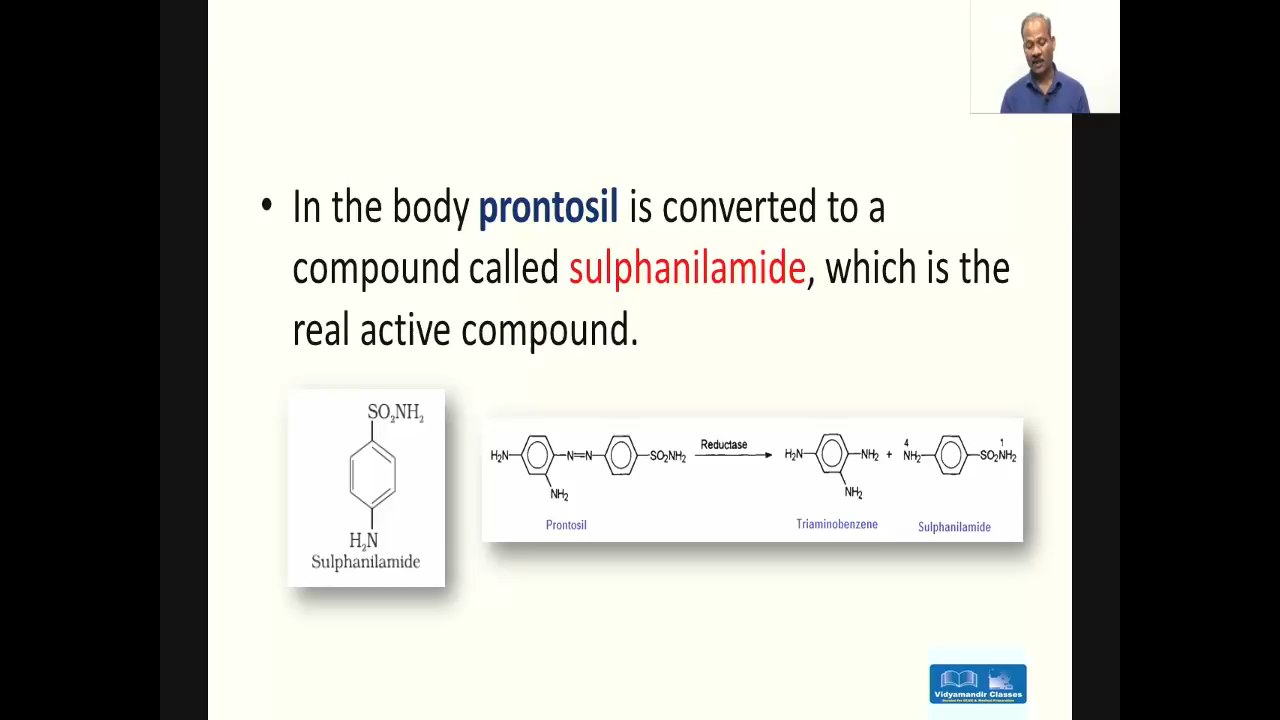 • In the body prontosil is converted to a
compound called sulphanilamide, which is the
real active compound.
SO₂NH₂
H₂N
Sulphanilamide
H₂N N=N SO₂NH₂
NH₂
Prontosil
Reductase
H₂N NH₂ + NH₂ SO₂NH₂
4 1
NH₂
Triaminobenzene
Sulphanilamide
Vidyamandir Classes